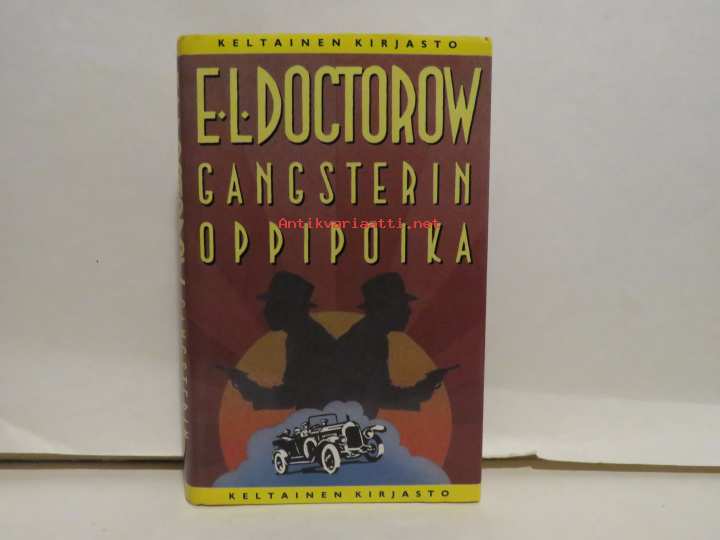 KELTAINEN KIRJASTO
E·L·DOCTOROW
GANGSTERIN
Antikvariaatti.net
OPPIPOIKA
KELTAINEN KIRJASTO